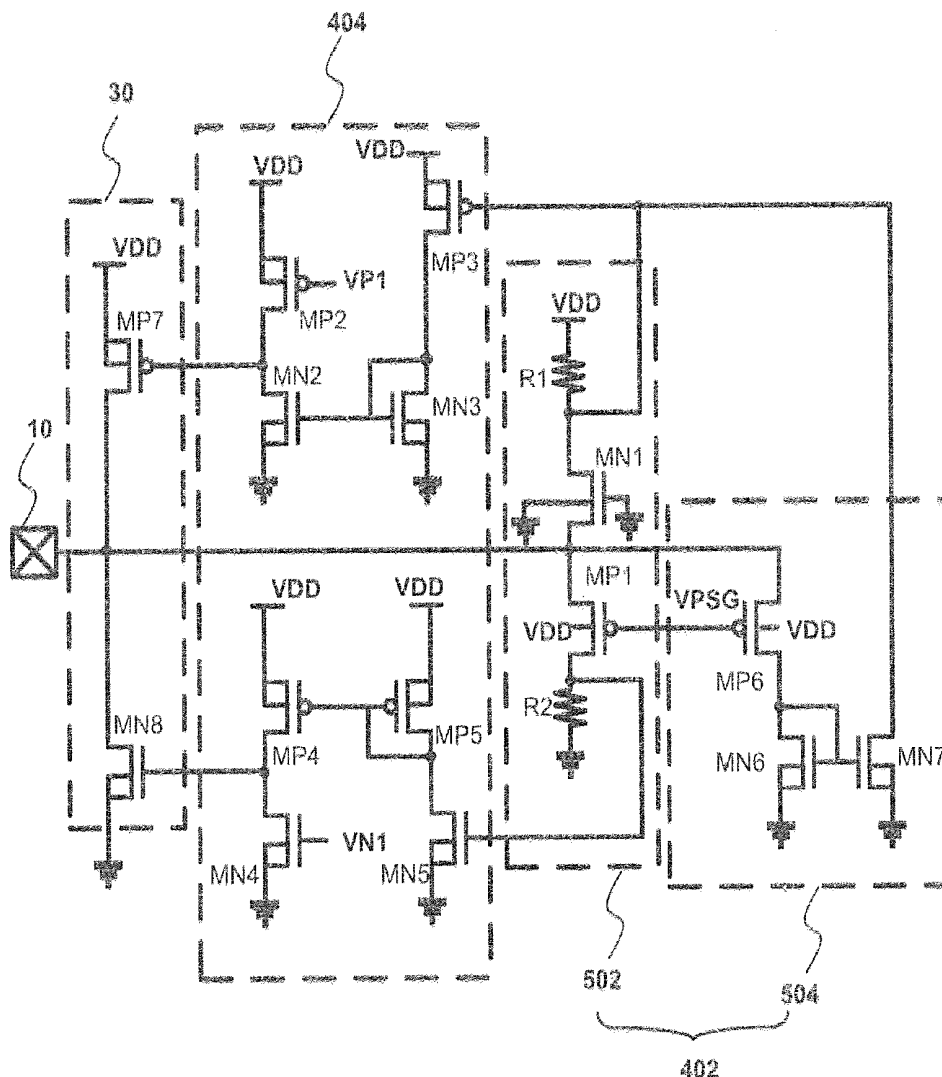 404
30
VDD
VDD
VDD
MP3
VP1
MP2
MP7
VDD
R1
MN2
MN3
10
MN1
MP1
VPSG
VDD
VDD
VDD
VDD
MP6
R2
MN8
MP4
MP5
MN6
MN7
VN1
MN4
MN5
502
504
402